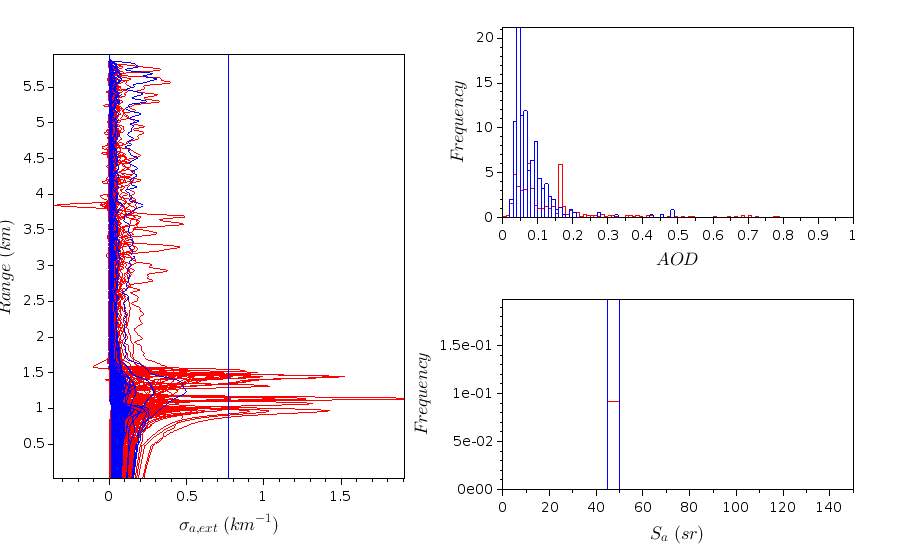 5.5
5
4.5
4
3.5
3
2.5
2
1.5
1
0.5
Range (km)
0 0.5 1 1.5
σa,ext (km−1)
20
15
10
5
0
Frequency
0 0.1 0.2 0.3 0.4 0.5 0.6 0.7 0.8 0.9 1
AOD
1.5e-01
1e-01
5e-02
0e00
Frequency
0 20 40 60 80 100 120 140
Sa (sr)